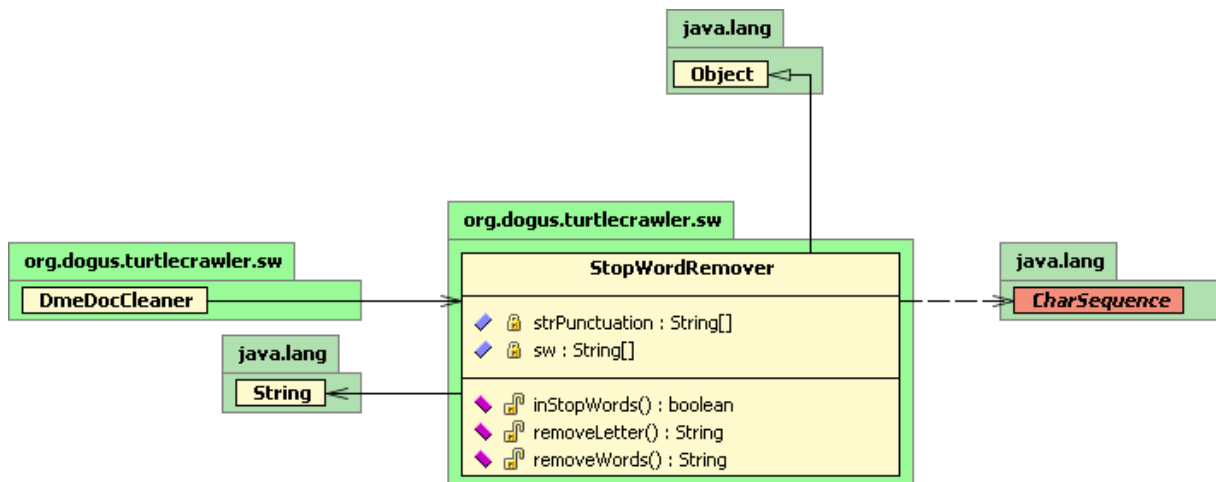 java.lang
Object
org.dogus.turtlecrawler.sw
StopWordRemover
strPunctuation : String[]
sw : String[]
inStopWords() : boolean
removeLetter() : String
removeWords() : String
org.dogus.turtlecrawler.sw
DmeDocCleaner
java.lang
String
java.lang
CharSequence